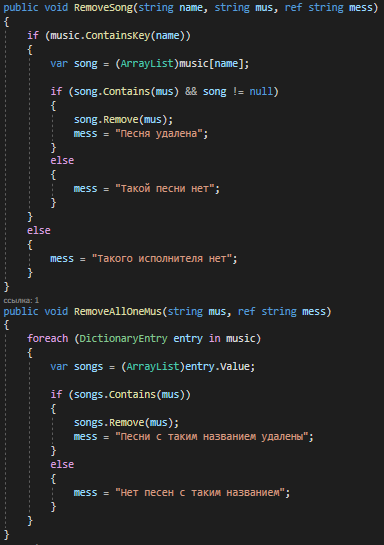 public void RemoveSong(string name, string mus, ref string mess)
{
if (music.ContainsKey(name))
{
var song = (ArrayList)music[name];
if (song.Contains(mus) && song != null)
{
song.Remove(mus);
mess = "Песня удалена";
}
else
{
mess = "Такой песни нет";
}
}
else
{
mess = "Такого исполнителя нет";
}
}
ссылка: 1
public void RemoveAllOneMus(string mus, ref string mess)
{
foreach (DictionaryEntry entry in music)
{
var songs = (ArrayList)entry.Value;
if (songs.Contains(mus))
{
songs.Remove(mus);
mess = "Песни с таким названием удалены";
}
else
{
mess = "Нет песен с таким названием";
}
}
}